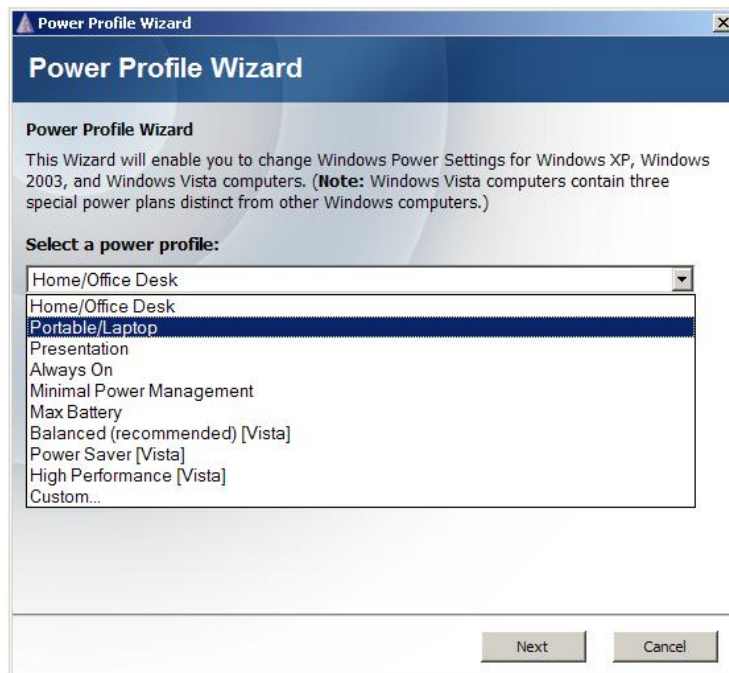 Power Profile Wizard
Power Profile Wizard
Power Profile Wizard
This Wizard will enable you to change Windows Power Settings for Windows XP, Windows
2003, and Windows Vista computers. (Note: Windows Vista computers contain three
special power plans distinct from other Windows computers.)
Select a power profile:
Home/Office Desk
Home/Office Desk
Portable/Laptop
Presentation
Always On
Minimal Power Management
Max Battery
Balanced (recommended) [Vista]
Power Saver [Vista]
High Performance [Vista]
Custom...
Next Cancel